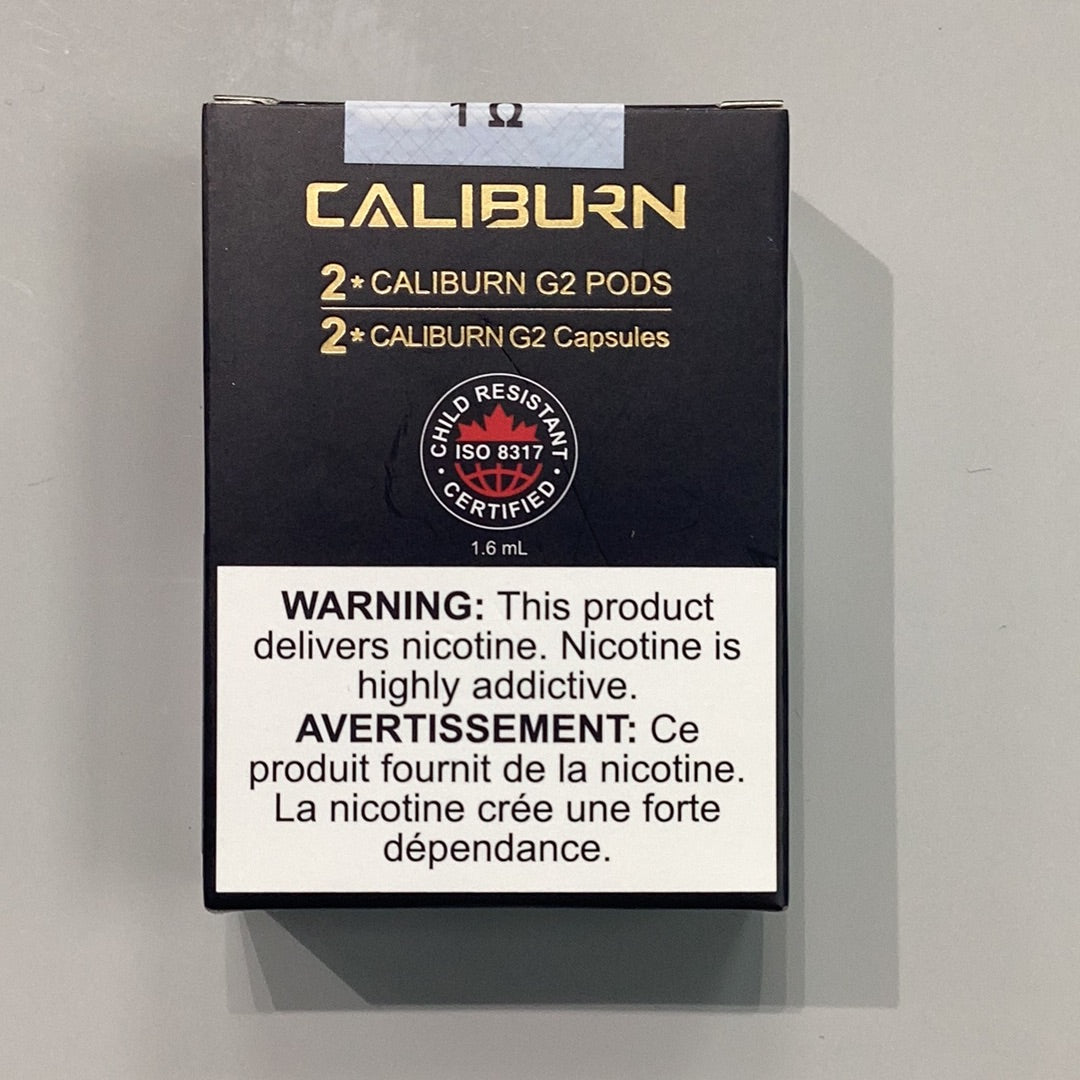 1 Ω
CALIBURN
2* CALIBURN G2 PODS
2* CALIBURN G2 Capsules
CHILD RESISTANT
ISO 8317
• CERTIFIED •
1.6 mL
WARNING: This product
delivers nicotine. Nicotine is
highly addictive.
AVERTISSEMENT: Ce
produit fournit de la nicotine.
La nicotine crée une forte
dépendance.